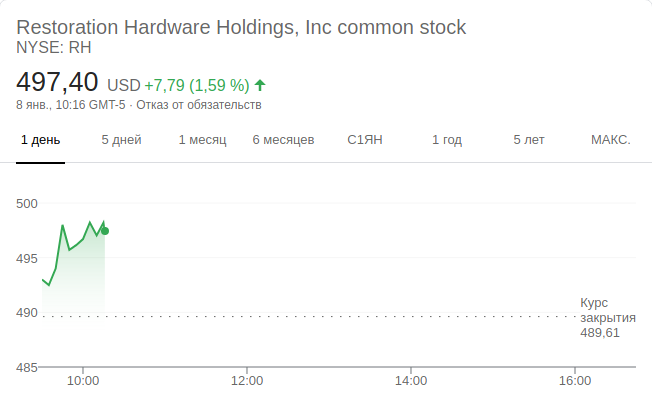 Restoration Hardware Holdings, Inc common stock
NYSE: RH
497,40 USD +7,79 (1,59 %)
8 янв., 10:16 GMT-5 · Отказ от обязательств
1 день 5 дней 1 месяц 6 месяцев С1ЯН 1 год 5 лет МАКС.
500
495
490
485
Курс
закрытия
489,61
10:00 12:00 14:00 16:00